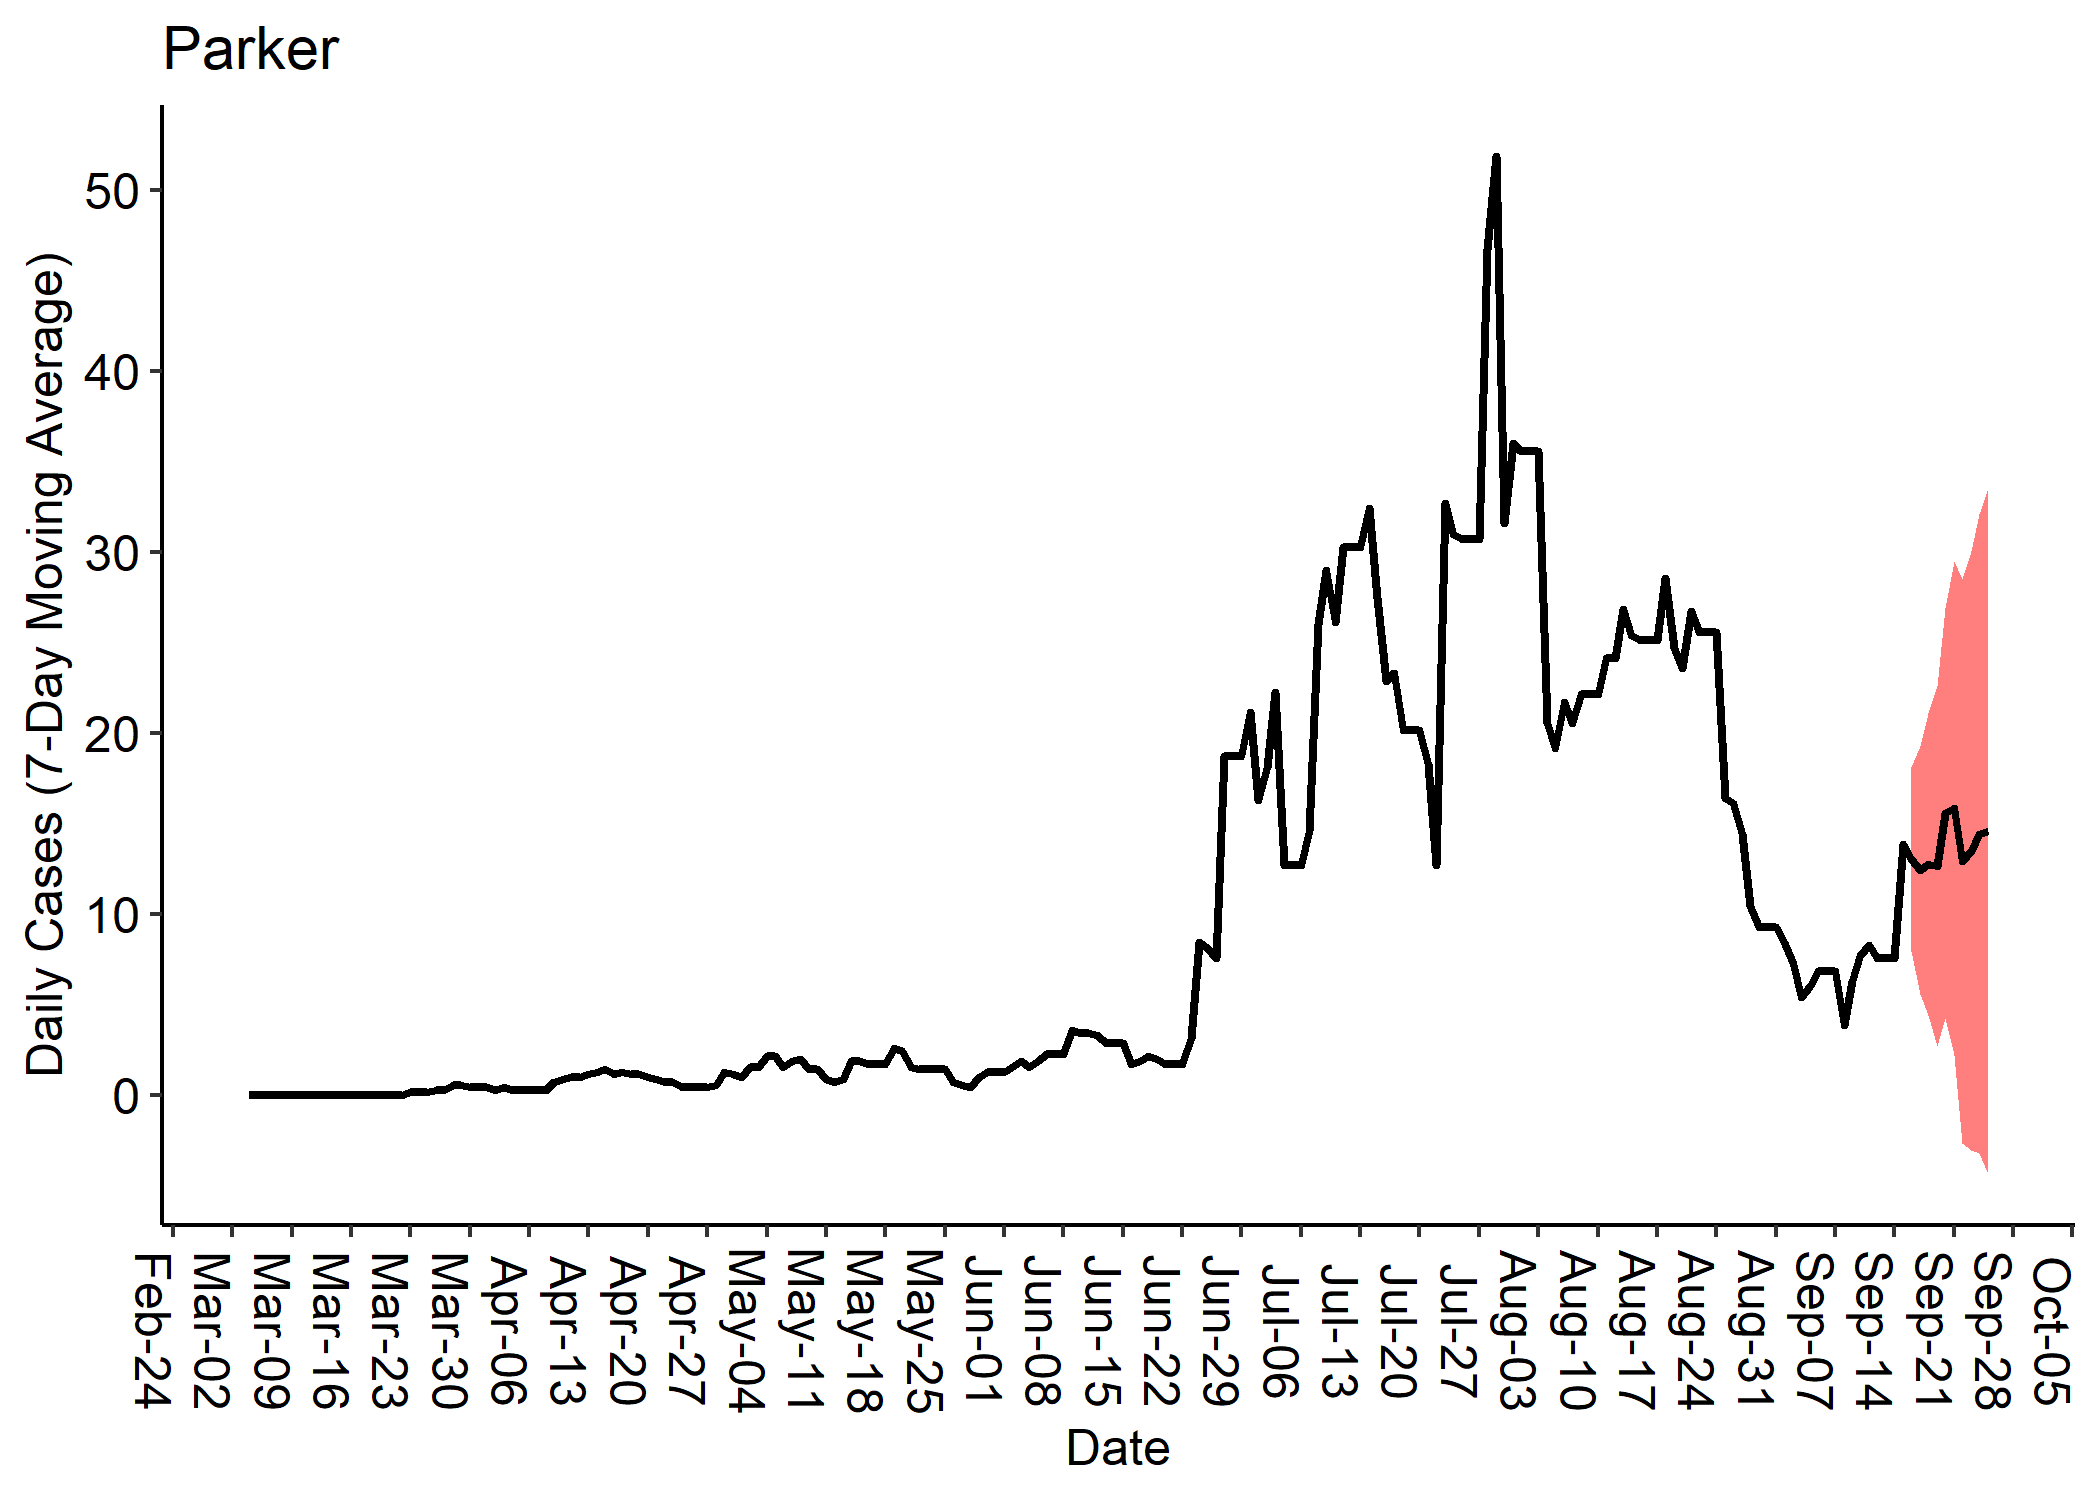 Parker
Daily Cases (7-Day Moving Average)
50
40
30
20
10
0
Feb-24
Mar-02
Mar-09
Mar-16
Mar-23
Mar-30
Apr-06
Apr-13
Apr-20
Apr-27
May-04
May-11
May-18
May-25
Jun-01
Jun-08
Jun-15
Jun-22
Jun-29
Jul-06
Jul-13
Jul-20
Jul-27
Aug-03
Aug-10
Aug-17
Aug-24
Aug-31
Sep-07
Sep-14
Sep-21
Sep-28
Oct-05
Date